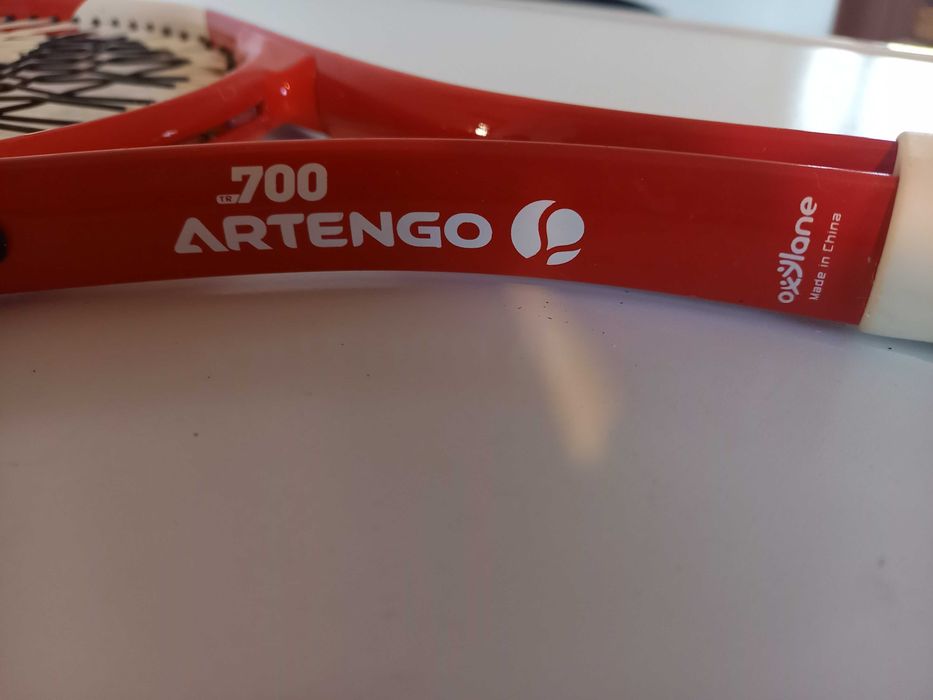 TR 700
ARTENGO
oxylane
Made in China